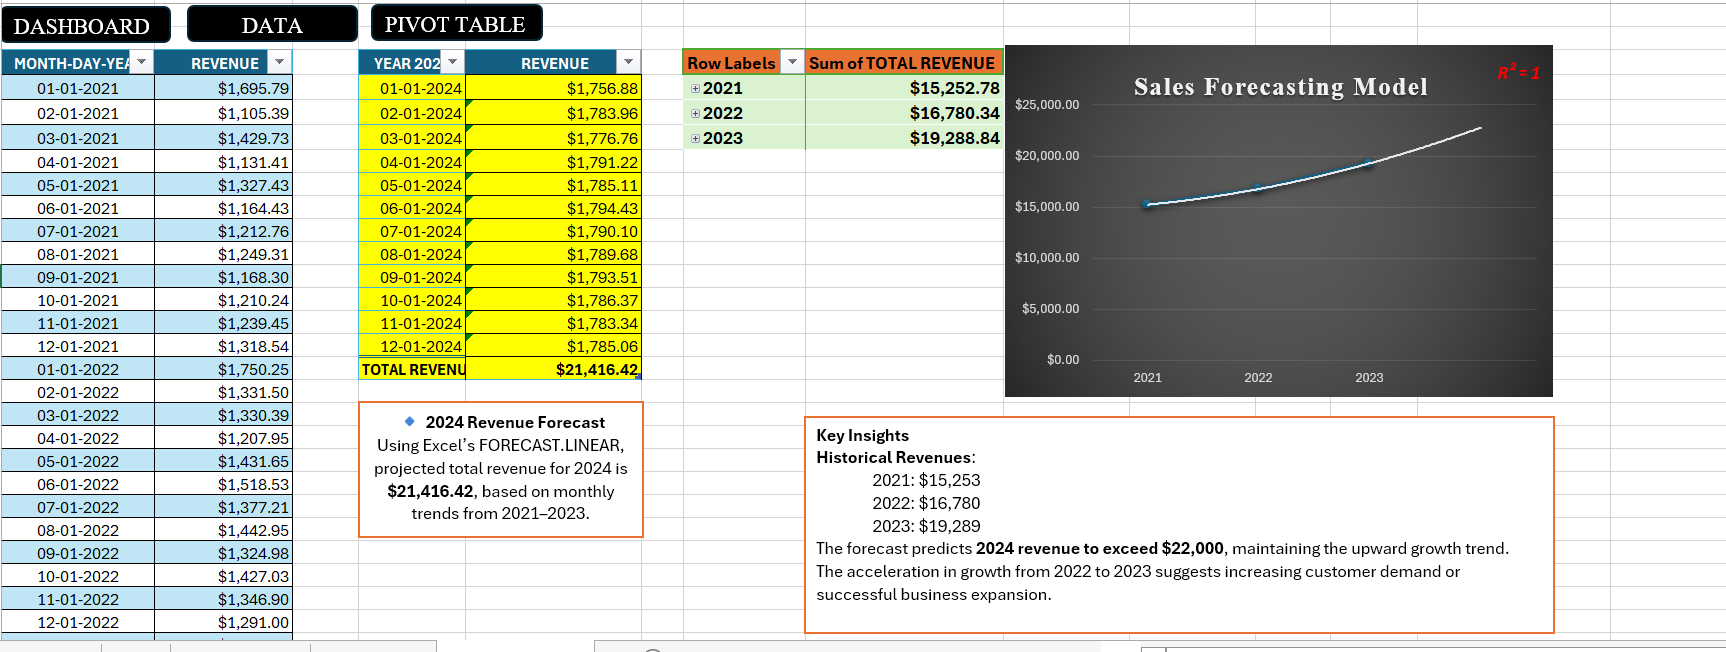 DASHBOARD DATA PIVOT TABLE
MONTH-DAY-YEA REVENUE
01-01-2021 $1,695.79
02-01-2021 $1,105.39
03-01-2021 $1,429.73
04-01-2021 $1,131.41
05-01-2021 $1,327.43
06-01-2021 $1,164.43
07-01-2021 $1,212.76
08-01-2021 $1,249.31
09-01-2021 $1,168.30
10-01-2021 $1,210.24
11-01-2021 $1,239.45
12-01-2021 $1,318.54
01-01-2022 $1,750.25
02-01-2022 $1,331.50
03-01-2022 $1,330.39
04-01-2022 $1,207.95
05-01-2022 $1,431.65
06-01-2022 $1,518.53
07-01-2022 $1,377.21
08-01-2022 $1,442.95
09-01-2022 $1,324.98
10-01-2022 $1,427.03
11-01-2022 $1,346.90
12-01-2022 $1,291.00
YEAR 202 REVENUE
01-01-2024 $1,756.88
02-01-2024 $1,783.96
03-01-2024 $1,776.76
04-01-2024 $1,791.22
05-01-2024 $1,785.11
06-01-2024 $1,794.43
07-01-2024 $1,790.10
08-01-2024 $1,789.68
09-01-2024 $1,793.51
10-01-2024 $1,786.37
11-01-2024 $1,783.34
12-01-2024 $1,785.06
TOTAL REVENU $21,416.42
2024 Revenue Forecast
Using Excel's FORECAST.LINEAR,
projected total revenue for 2024 is
$21,416.42, based on monthly
trends from 2021–2023.
Row Labels Sum of TOTAL REVENUE
2021 $15,252.78
2022 $16,780.34
2023 $19,288.84
Sales Forecasting Model
R² = 1
$25,000.00
$20,000.00
$15,000.00
$10,000.00
$5,000.00
$0.00
2021 2022 2023
Key Insights
Historical Revenues:
2021: $15,253
2022: $16,780
2023: $19,289
The forecast predicts 2024 revenue to exceed $22,000, maintaining the upward growth trend.
The acceleration in growth from 2022 to 2023 suggests increasing customer demand or
successful business expansion.